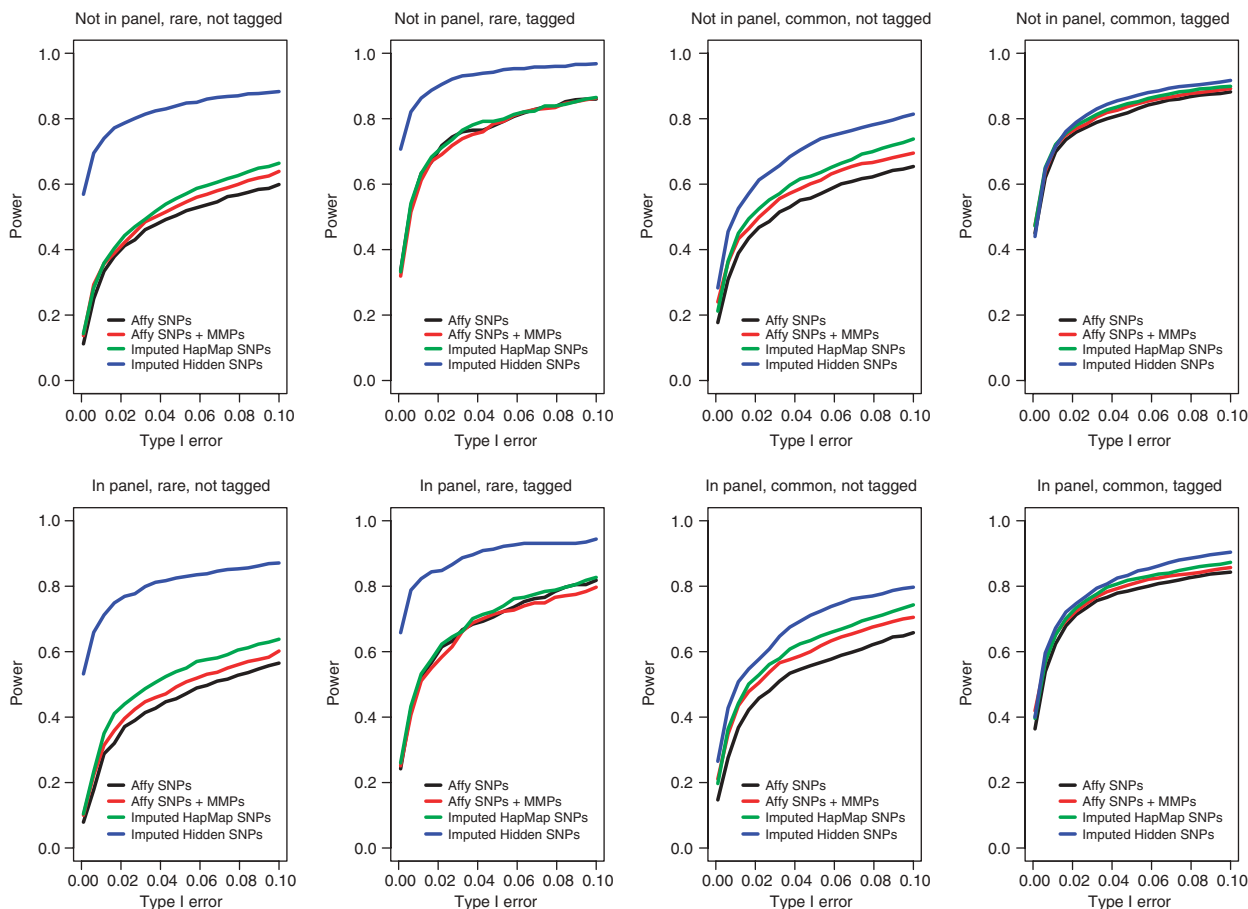 Not in panel, rare, not tagged
1.0
0.8
0.6
0.4
0.2
0.0
Power
Affy SNPs
Affy SNPs + MMPs
Imputed HapMap SNPs
Imputed Hidden SNPs
0.00 0.02 0.04 0.06 0.08 0.10
Type I error
Not in panel, rare, tagged
1.0
0.8
0.6
0.4
0.2
0.0
Power
Affy SNPs
Affy SNPs + MMPs
Imputed HapMap SNPs
Imputed Hidden SNPs
0.00 0.02 0.04 0.06 0.08 0.10
Type I error
Not in panel, common, not tagged
1.0
0.8
0.6
0.4
0.2
0.0
Power
Affy SNPs
Affy SNPs + MMPs
Imputed HapMap SNPs
Imputed Hidden SNPs
0.00 0.02 0.04 0.06 0.08 0.10
Type I error
Not in panel, common, tagged
1.0
0.8
0.6
0.4
0.2
0.0
Power
Affy SNPs
Affy SNPs + MMPs
Imputed HapMap SNPs
Imputed Hidden SNPs
0.00 0.02 0.04 0.06 0.08 0.10
Type I error
In panel, rare, not tagged
1.0
0.8
0.6
0.4
0.2
0.0
Power
Affy SNPs
Affy SNPs + MMPs
Imputed HapMap SNPs
Imputed Hidden SNPs
0.00 0.02 0.04 0.06 0.08 0.10
Type I error
In panel, rare, tagged
1.0
0.8
0.6
0.4
0.2
0.0
Power
Affy SNPs
Affy SNPs + MMPs
Imputed HapMap SNPs
Imputed Hidden SNPs
0.00 0.02 0.04 0.06 0.08 0.10
Type I error
In panel, common, not tagged
1.0
0.8
0.6
0.4
0.2
0.0
Power
Affy SNPs
Affy SNPs + MMPs
Imputed HapMap SNPs
Imputed Hidden SNPs
0.00 0.02 0.04 0.06 0.08 0.10
Type I error
In panel, common, tagged
1.0
0.8
0.6
0.4
0.2
0.0
Power
Affy SNPs
Affy SNPs + MMPs
Imputed HapMap SNPs
Imputed Hidden SNPs
0.00 0.02 0.04 0.06 0.08 0.10
Type I error